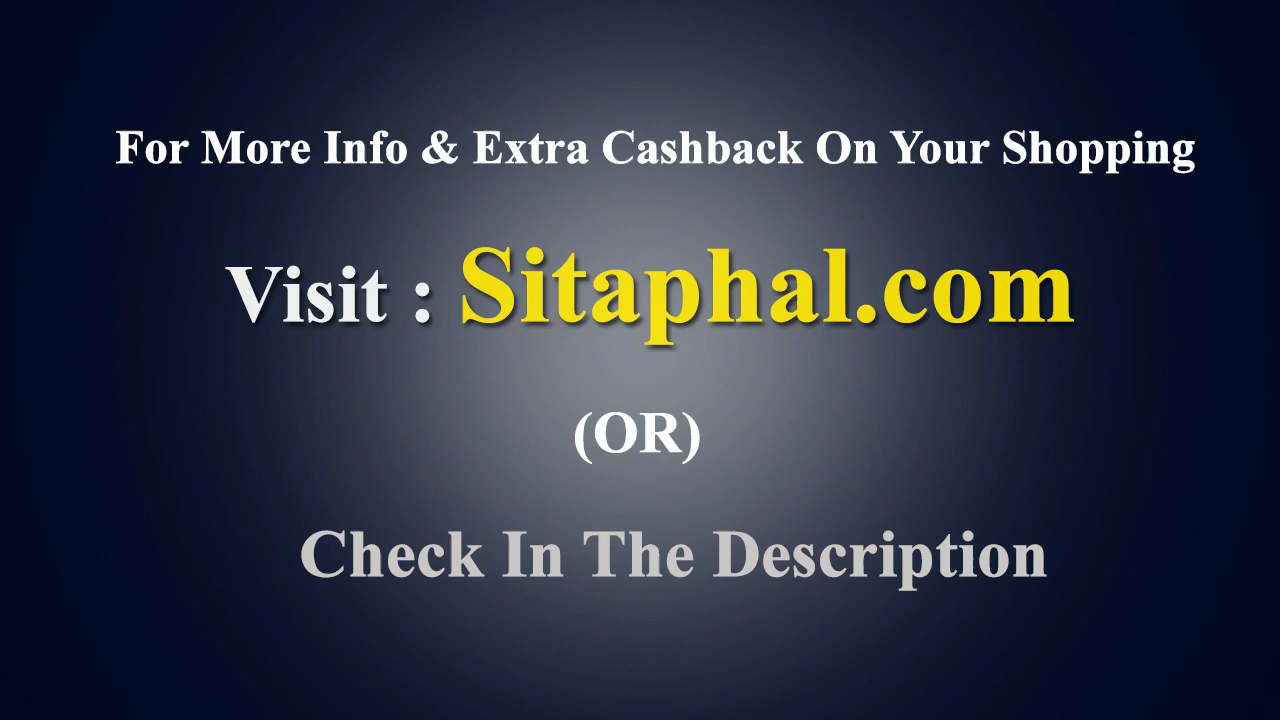 For More Info & Extra Cashback On Your Shopping
Visit : Sitaphal.com
(OR)
Check In The Description